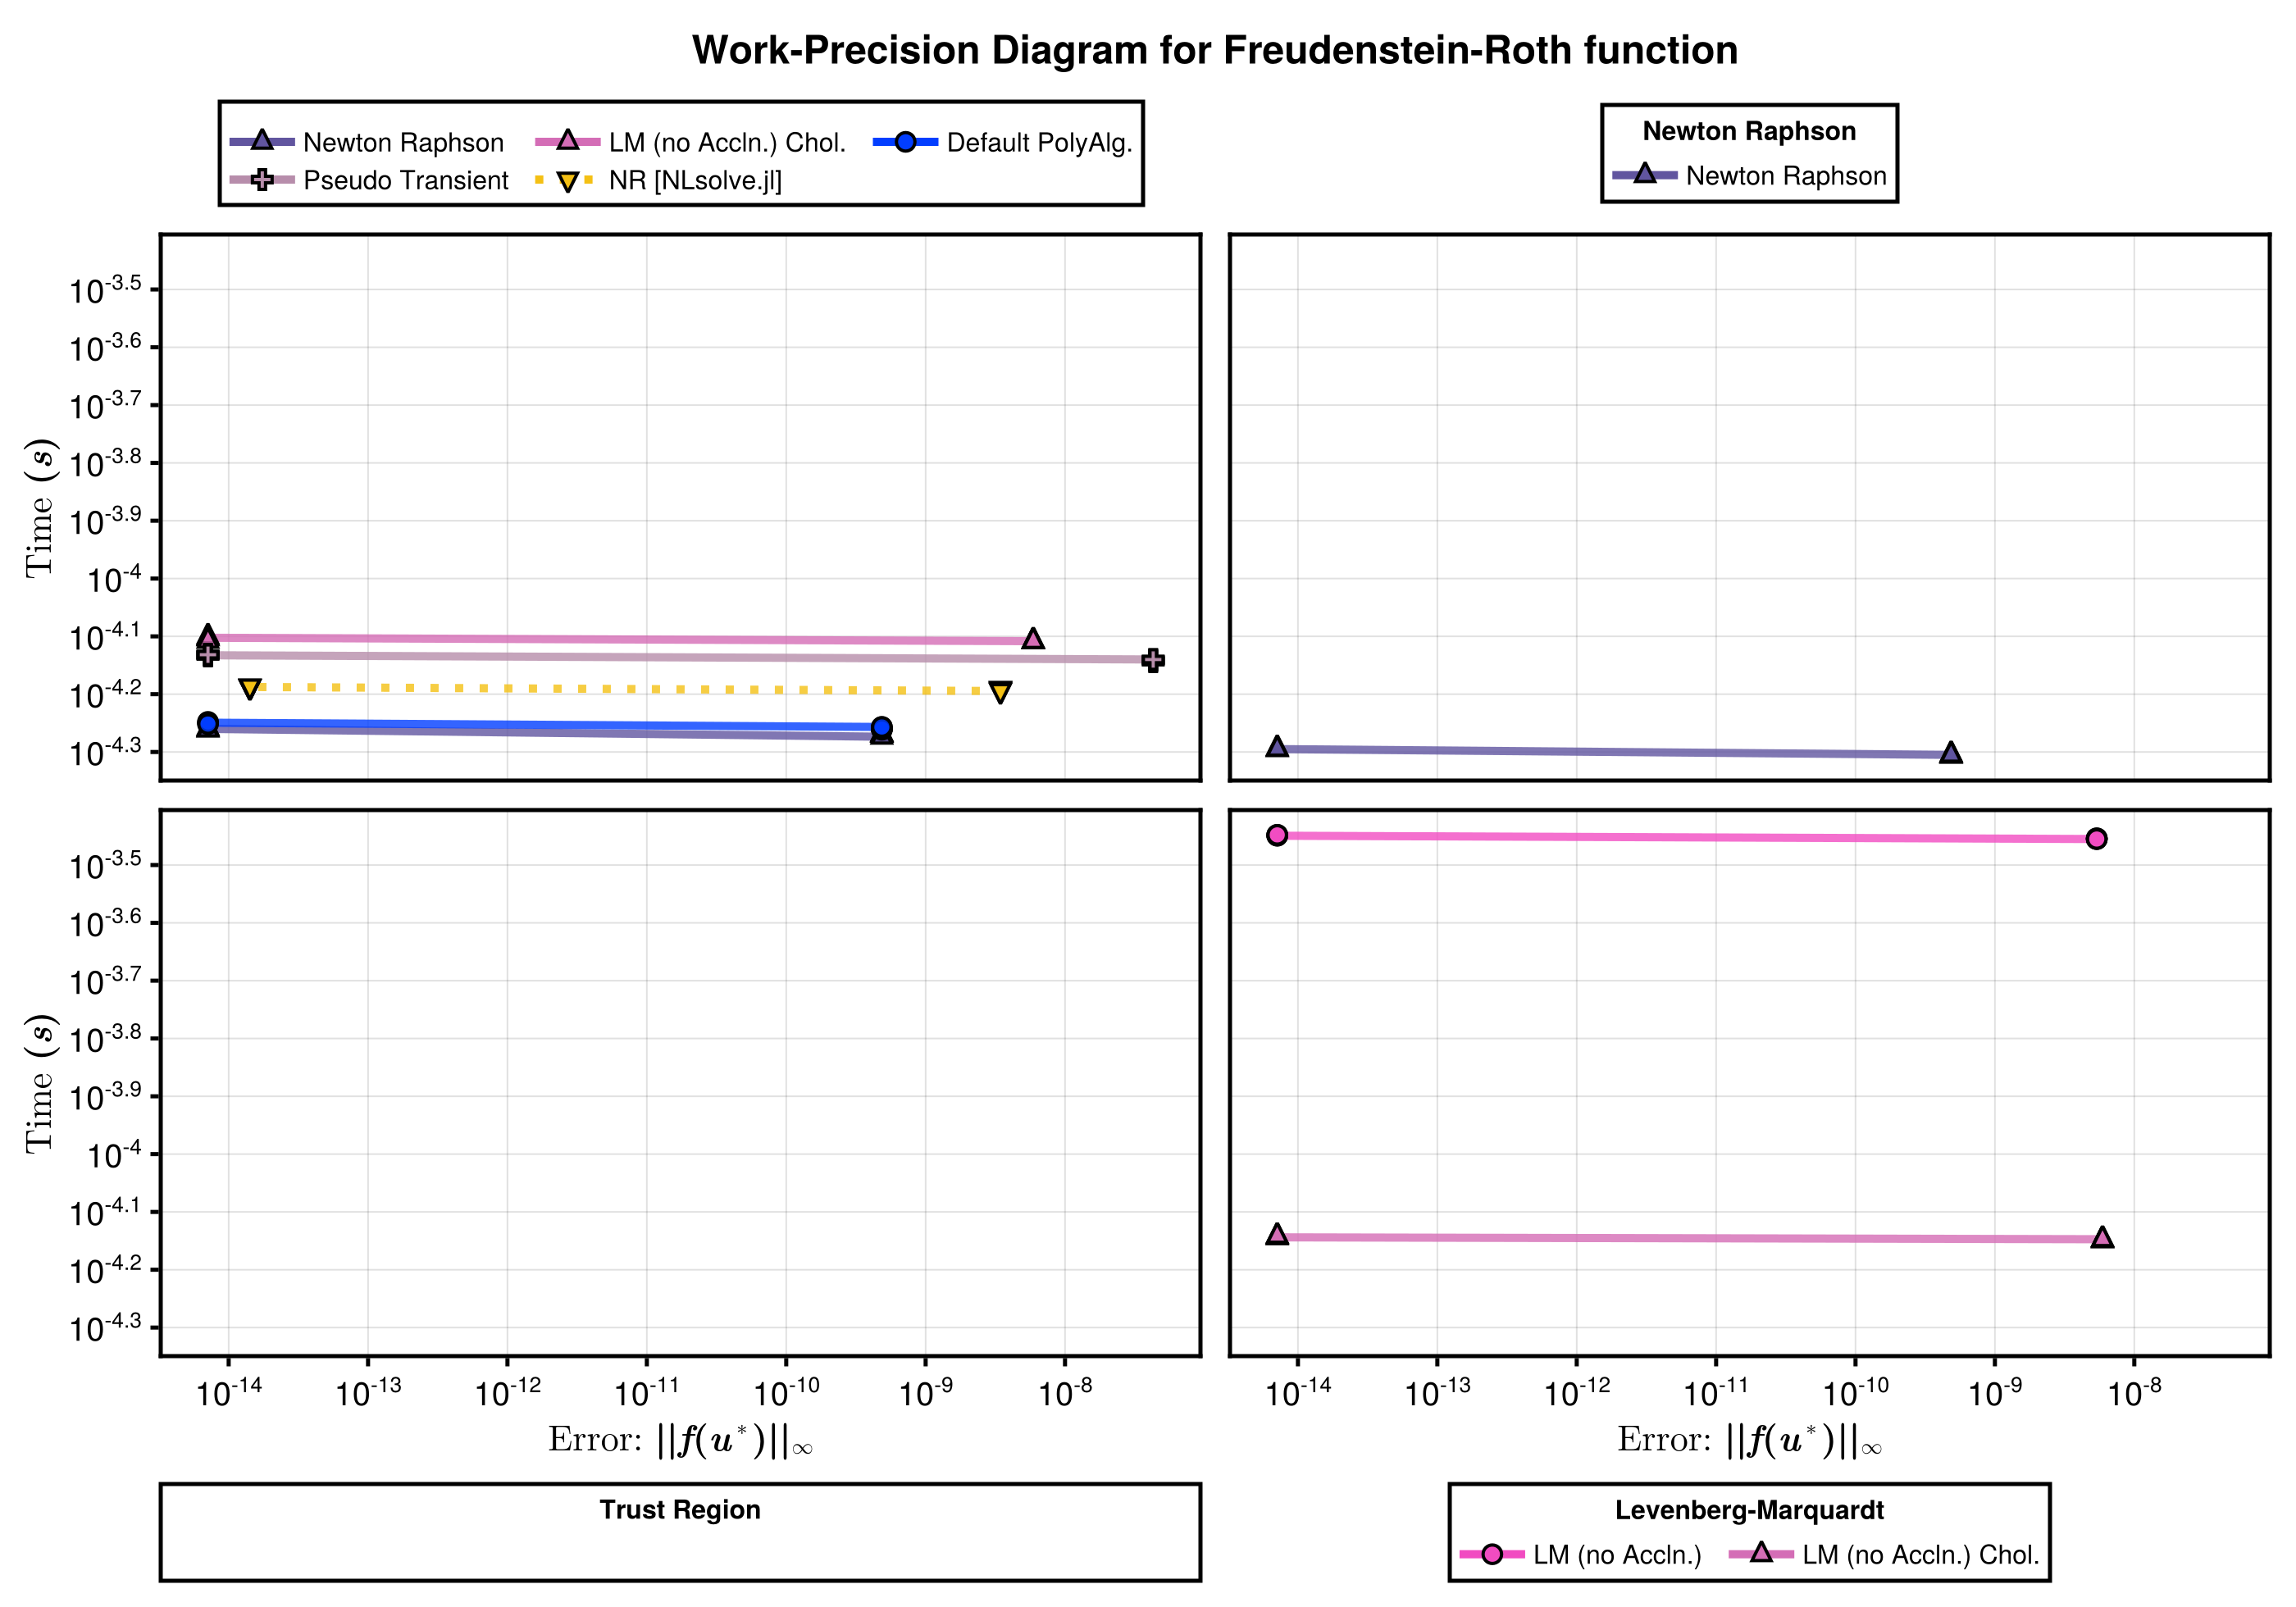 Work-Precision Diagram for Freudenstein-Roth function
Newton Raphson LM (no Accln.) Chol. Default PolyAlg.
Pseudo Transient NR [NLsolve.jl]
Newton Raphson
Newton Raphson
10^-3.5
10^-3.6
10^-3.7
10^-3.8
10^-3.9
10^-4
10^-4.1
10^-4.2
10^-4.3
Time (s)
10^-3.5
10^-3.6
10^-3.7
10^-3.8
10^-3.9
10^-4
10^-4.1
10^-4.2
10^-4.3
Time (s)
10^-14 10^-13 10^-12 10^-11 10^-10 10^-9 10^-8
10^-14 10^-13 10^-12 10^-11 10^-10 10^-9 10^-8
Error: ||f(u*)||∞
Error: ||f(u*)||∞
Trust Region
Levenberg-Marquardt
LM (no Accln.) LM (no Accln.) Chol.